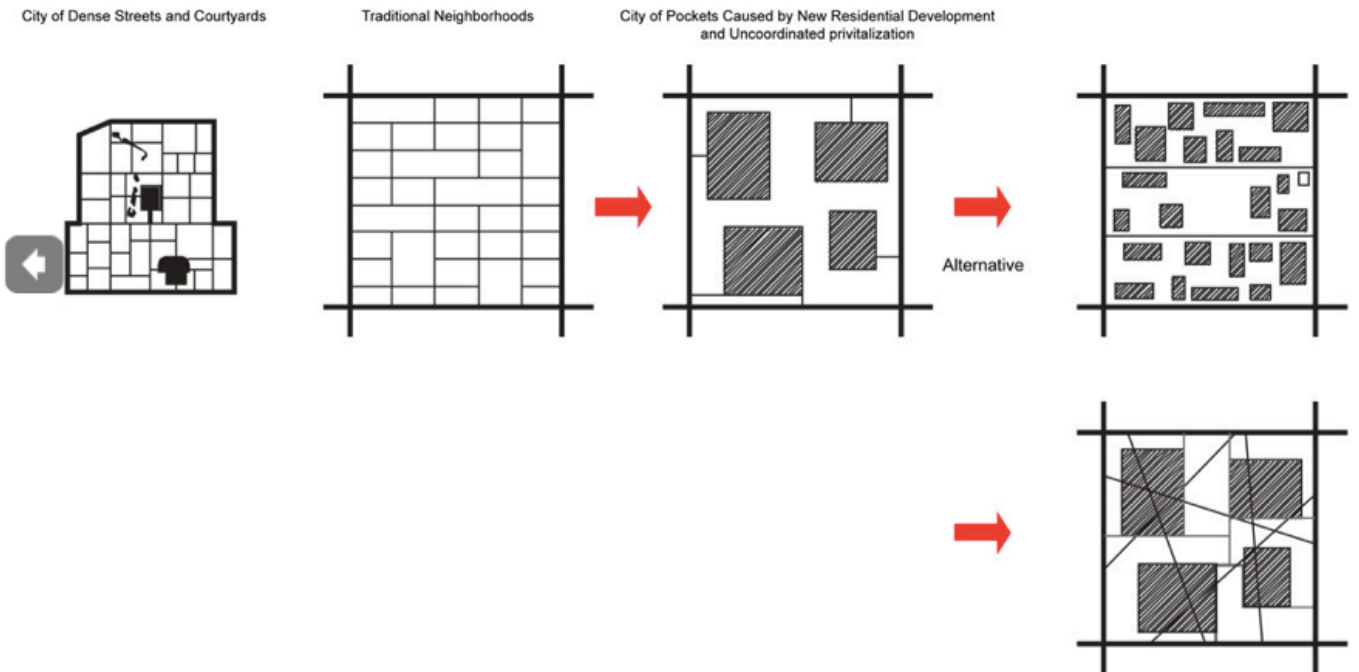 City of Dense Streets and Courtyards
Traditional Neighborhoods
City of Pockets Caused by New Residential Development
and Uncoordinated privitalization
Alternative